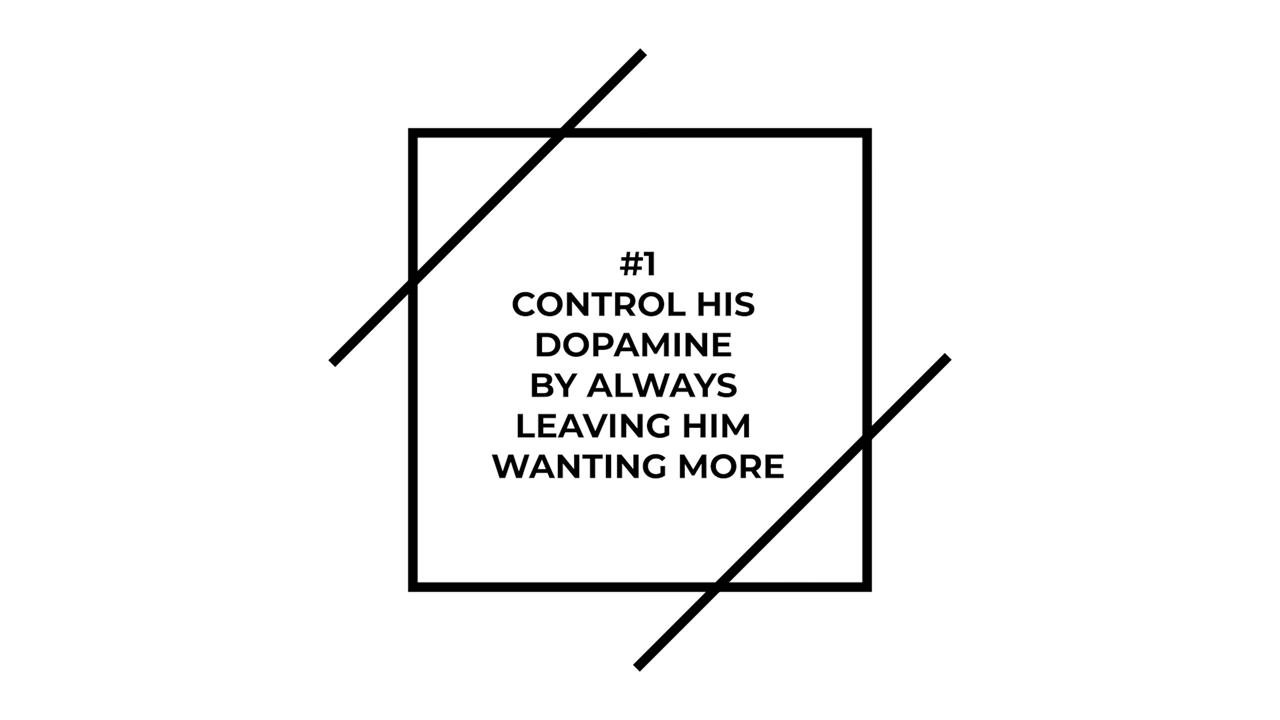 #1
CONTROL HIS
DOPAMINE
BY ALWAYS
LEAVING HIM
WANTING MORE